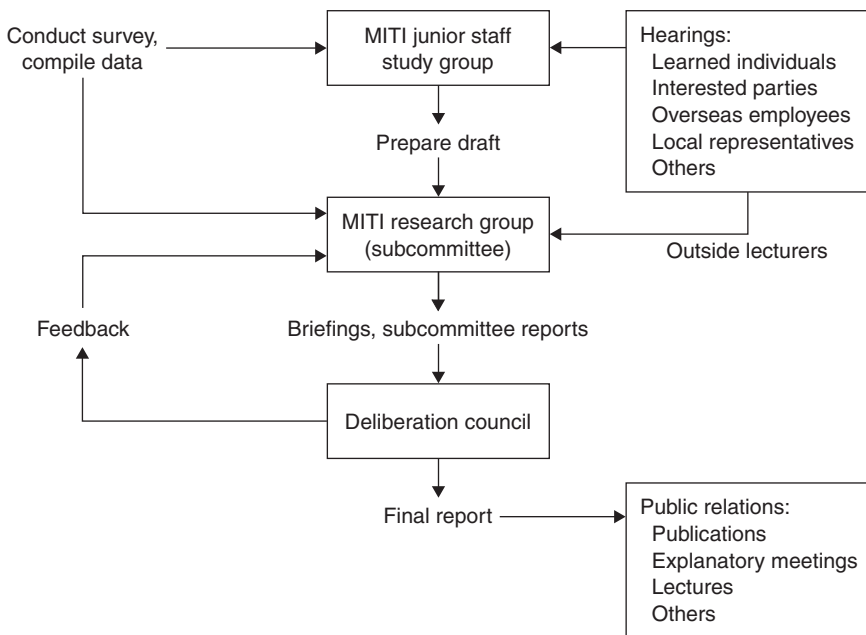 Conduct survey,
compile data
MITI junior staff
study group
Hearings:
Learned individuals
Interested parties
Overseas employees
Local representatives
Others
Prepare draft
MITI research group
(subcommittee)
Outside lecturers
Feedback
Briefings, subcommittee reports
Deliberation council
Final report
Public relations:
Publications
Explanatory meetings
Lectures
Others